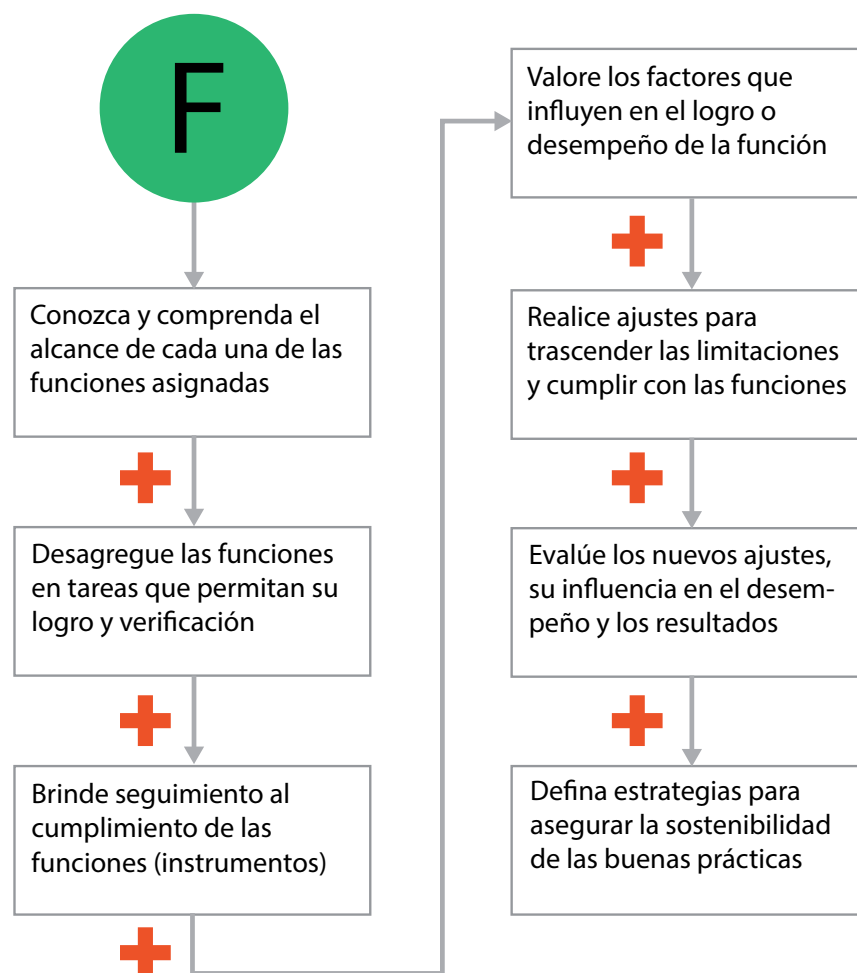 F
Conozca y comprenda el
alcance de cada una de las
funciones asignadas
Desagregue las funciones
en tareas que permitan su
logro y verificación
Brinde seguimiento al
cumplimiento de las
funciones (instrumentos)
Valore los factores que
influyen en el logro o
desempeño de la función
Realice ajustes para
trascender las limitaciones
y cumplir con las funciones
Evalúe los nuevos ajustes,
su influencia en el desem-
peño y los resultados
Defina estrategias para
asegurar la sostenibilidad
de las buenas prácticas